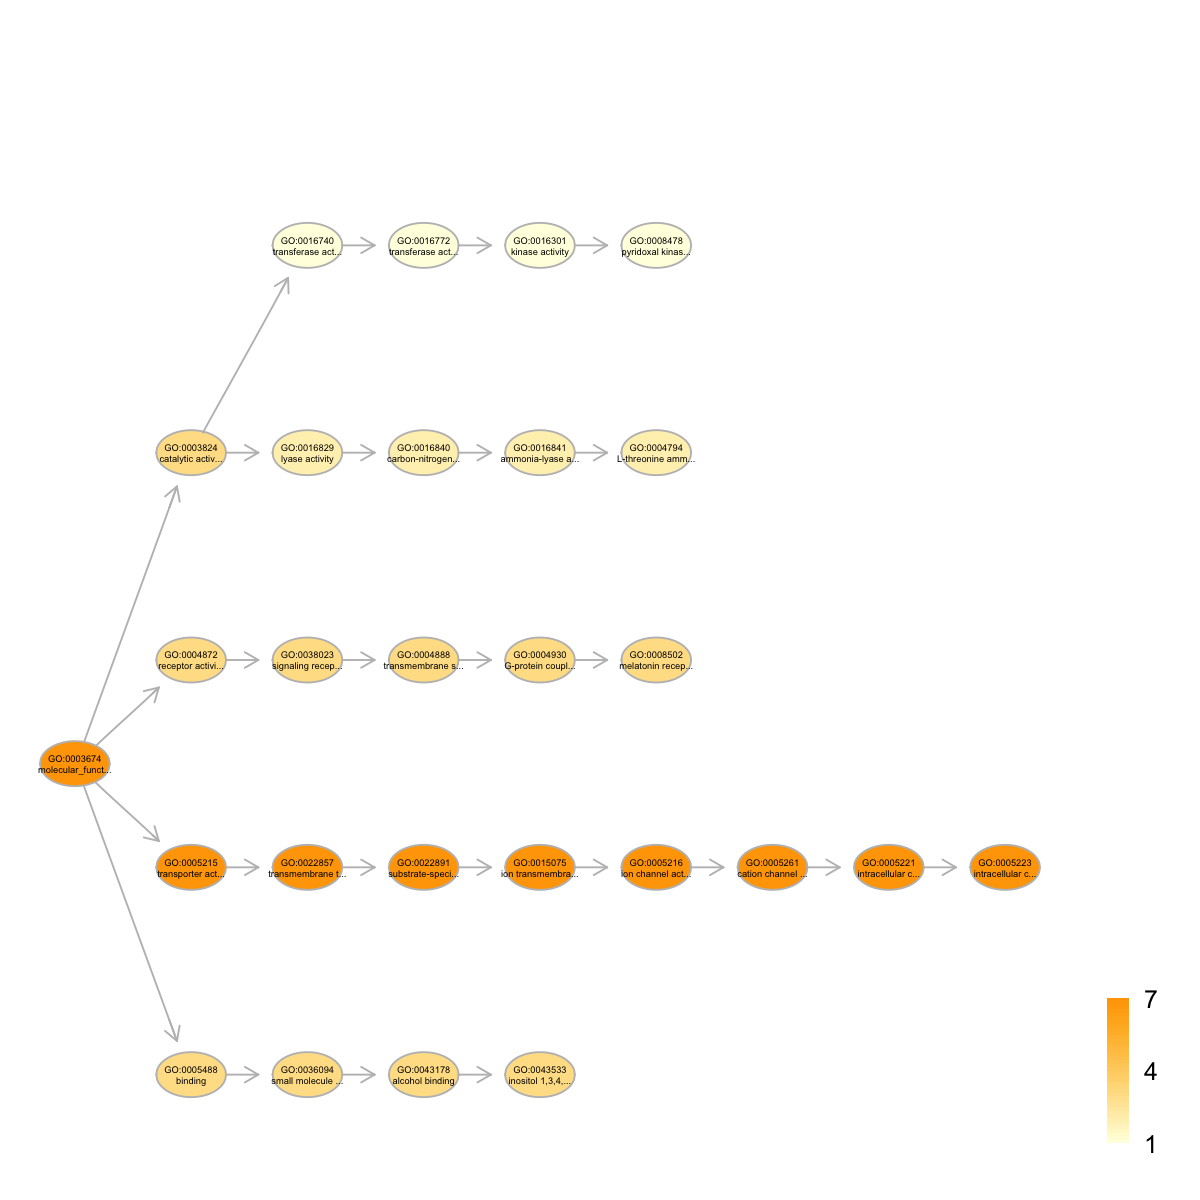 GO:0016740
transferase act...
GO:0016772
transferase act...
GO:0016301
kinase activity
GO:0008478
pyridoxal kinas...
GO:0003824
catalytic activ...
GO:0016829
lyase activity
GO:0016840
carbon-nitrogen...
GO:0016841
ammonia-lyase a...
GO:0004794
L-threonine amm...
GO:0004872
receptor activi...
GO:0038023
signaling recep...
GO:0004888
transmembrane s...
GO:0004930
G-protein coupl...
GO:0008502
melatonin recep...
GO:0003674
molecular_funct...
GO:0005215
transporter act...
GO:0022857
transmembrane t...
GO:0022891
substrate-speci...
GO:0015075
ion transmembra...
GO:0005216
ion channel act...
GO:0005261
cation channel ...
GO:0005221
intracellular c...
GO:0005223
intracellular c...
GO:0005488
binding
GO:0036094
small molecule ...
GO:0043178
alcohol binding
GO:0043533
inositol 1,3,4,...
7
4
1